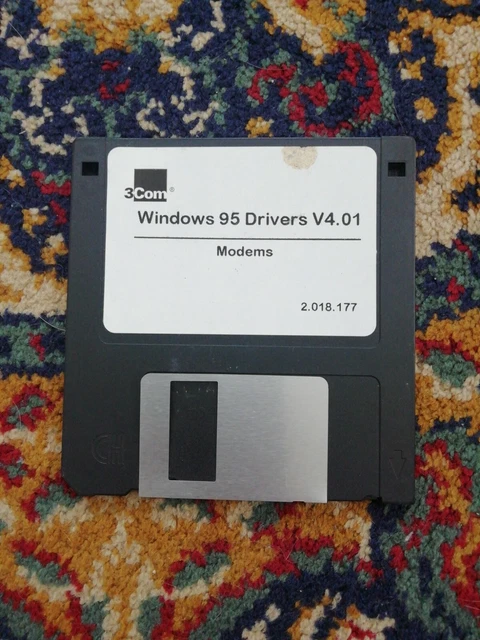 3Com®
Windows 95 Drivers V4.01
Modems
2.018.177